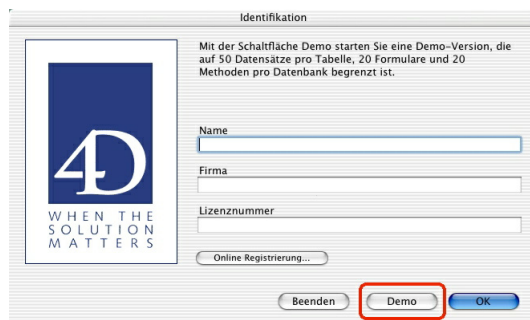 Identifikation
Mit der Schaltfläche Demo starten Sie eine Demo-Version, die
auf 50 Datensätze pro Tabelle, 20 Formulare und 20
Methoden pro Datenbank begrenzt ist.
4D
WHEN THE
SOLUTION
MATTERS
Name
Firma
Lizenznummer
Online Registrierung...
Beenden
Demo
OK